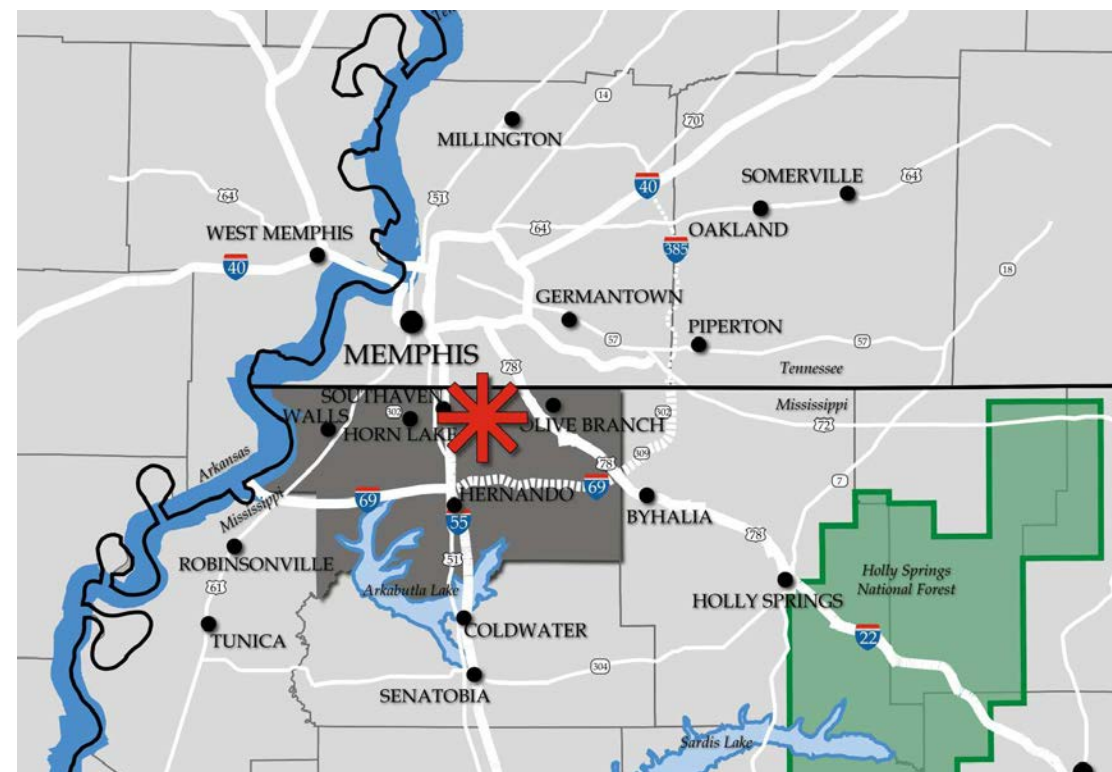 14
MILLINGTON
70
40
SOMERVILLE
64
51
64
OAKLAND
64
WEST MEMPHIS
385
40
18
GERMANTOWN
PIPERTON
57
57
MEMPHIS
78
Tennessee
SOUTHAVEN
Mississippi
302
302
WALLS
HORN LAKE
OLIVE BRANCH
72
309
Arkansas
78
7
69
69
HERNANDO
Mississippi
BYHALIA
55
78
51
ROBINSONVILLE
Holly Springs
National Forest
61
Arkabutla Lake
HOLLY SPRINGS
TUNICA
COLDWATER
22
304
SENATOBIA
Sardis Lake